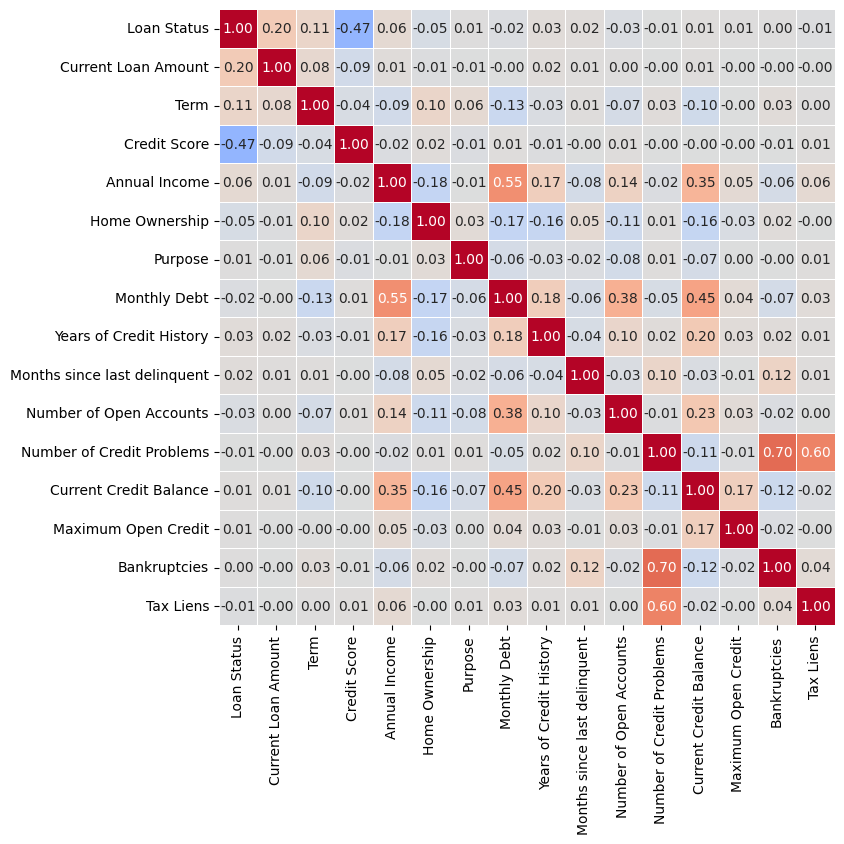 Loan Status 1.00 0.20 0.11 -0.47 0.06 -0.05 0.01 -0.02 0.03 0.02 -0.03 -0.01 0.01 0.01 0.00 -0.01
Current Loan Amount 0.20 1.00 0.08 -0.09 0.01 -0.01 -0.01 -0.00 0.02 0.01 0.00 -0.00 0.01 -0.00 -0.00 -0.00
Term 0.11 0.08 1.00 -0.04 -0.09 0.10 0.06 -0.13 -0.03 0.01 -0.07 0.03 -0.10 -0.00 0.03 0.00
Credit Score -0.47 -0.09 -0.04 1.00 -0.02 0.02 -0.01 0.01 -0.01 -0.00 0.01 -0.00 -0.00 -0.00 -0.01 0.01
Annual Income 0.06 0.01 -0.09 -0.02 1.00 -0.18 -0.01 0.55 0.17 -0.08 0.14 -0.02 0.35 0.05 -0.06 0.06
Home Ownership -0.05 -0.01 0.10 0.02 -0.18 1.00 0.03 -0.17 -0.16 0.05 -0.11 0.01 -0.16 -0.03 0.02 -0.00
Purpose 0.01 -0.01 0.06 -0.01 -0.01 0.03 1.00 -0.06 -0.03 -0.02 -0.08 0.01 -0.07 0.00 -0.00 0.01
Monthly Debt -0.02 -0.00 -0.13 0.01 0.55 -0.17 -0.06 1.00 0.18 -0.06 0.38 -0.05 0.45 0.04 -0.07 0.03
Years of Credit History 0.03 0.02 -0.03 -0.01 0.17 -0.16 -0.03 0.18 1.00 -0.04 0.10 0.02 0.20 0.03 0.02 0.01
Months since last delinquent 0.02 0.01 0.01 -0.00 -0.08 0.05 -0.02 -0.06 -0.04 1.00 -0.03 0.10 -0.03 -0.01 0.12 0.01
Number of Open Accounts -0.03 0.00 -0.07 0.01 0.14 -0.11 -0.08 0.38 0.10 -0.03 1.00 -0.01 0.23 0.03 -0.02 0.00
Number of Credit Problems -0.01 -0.00 0.03 -0.00 -0.02 0.01 0.01 -0.05 0.02 0.10 -0.01 1.00 -0.11 -0.01 0.70 0.60
Current Credit Balance 0.01 0.01 -0.10 -0.00 0.35 -0.16 -0.07 0.45 0.20 -0.03 0.23 -0.11 1.00 0.17 -0.12 -0.02
Maximum Open Credit 0.01 -0.00 -0.00 -0.00 0.05 -0.03 0.00 0.04 0.03 -0.01 0.03 -0.01 0.17 1.00 -0.02 -0.00
Bankruptcies 0.00 -0.00 0.03 -0.01 -0.06 0.02 -0.00 -0.07 0.02 0.12 -0.02 0.70 -0.12 -0.02 1.00 0.04
Tax Liens -0.01 -0.00 0.00 0.01 0.06 -0.00 0.01 0.03 0.01 0.01 0.00 0.60 -0.02 -0.00 0.04 1.00
Loan Status
Current Loan Amount
Term
Credit Score
Annual Income
Home Ownership
Purpose
Monthly Debt
Years of Credit History
Months since last delinquent
Number of Open Accounts
Number of Credit Problems
Current Credit Balance
Maximum Open Credit
Bankruptcies
Tax Liens